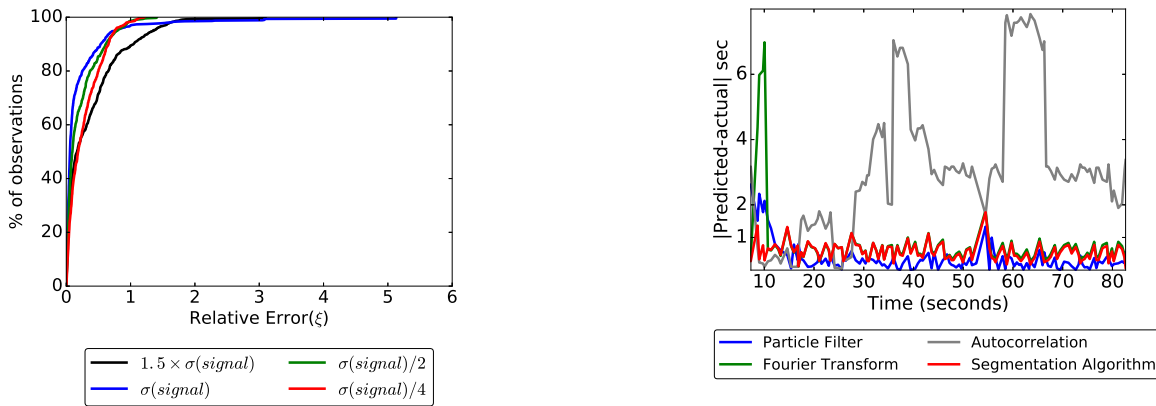 100
80
60
40
20
0
% of observations
0 1 2 3 4 5 6
Relative Error(ξ)
1.5 × σ(signal)
σ(signal)
σ(signal)/2
σ(signal)/4
|Predicted-actual| sec
6
4
2
1
10 20 30 40 50 60 70 80
Time (seconds)
Particle Filter
Fourier Transform
Autocorrelation
Segmentation Algorithm